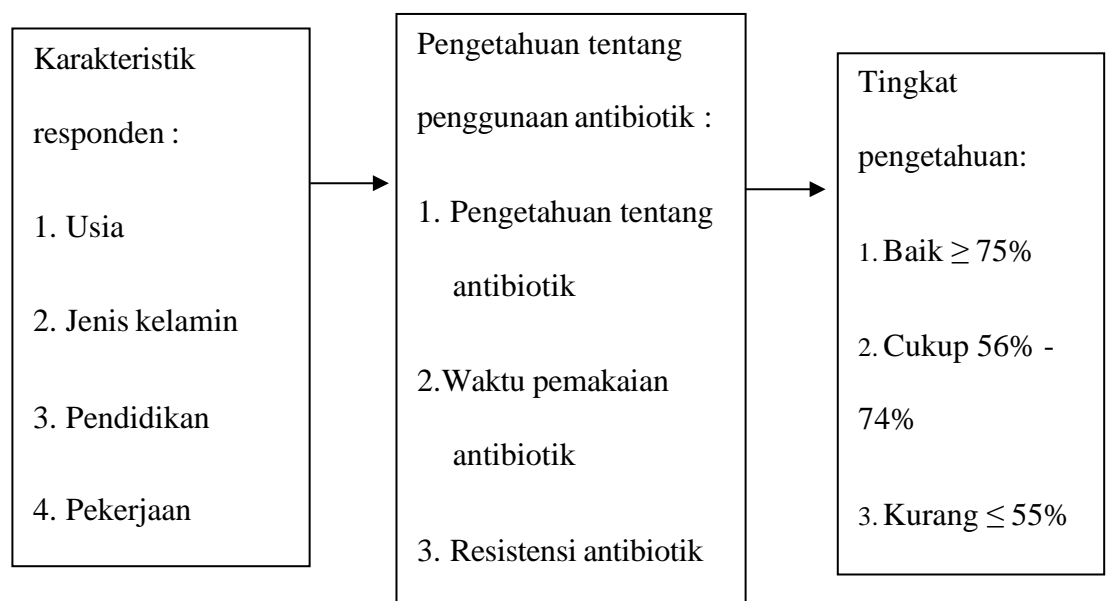 Karakteristik
responden :
1. Usia
2. Jenis kelamin
3. Pendidikan
4. Pekerjaan
Pengetahuan tentang
penggunaan antibiotik :
1. Pengetahuan tentang
antibiotik
2.Waktu pemakaian
antibiotik
3. Resistensi antibiotik
Tingkat
pengetahuan:
1. Baik ≥ 75%
2. Cukup 56% -
74%
3. Kurang ≤ 55%